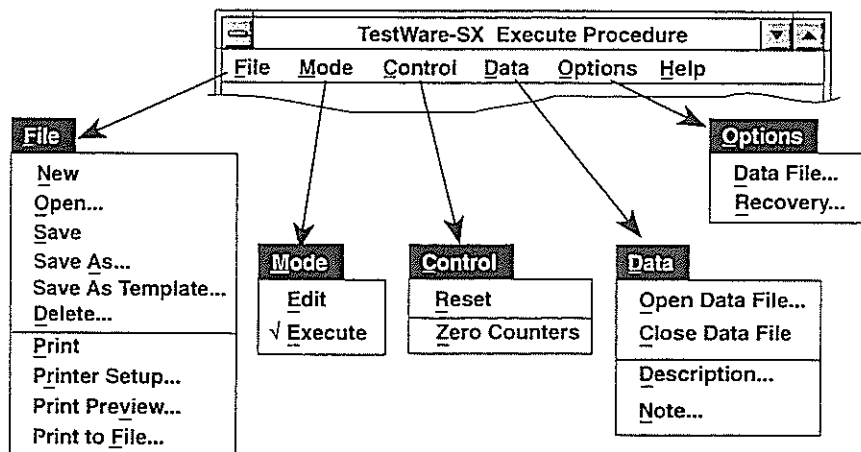 TestWare-SX Execute Procedure
File Mode Control Data Options Help
File
New
Open...
Save
Save As...
Save As Template...
Delete...
Print
Printer Setup...
Print Preview...
Print to File...
Mode
Edit
√ Execute
Control
Reset
Zero Counters
Data
Open Data File...
Close Data File
Description...
Note...
Options
Data File...
Recovery...